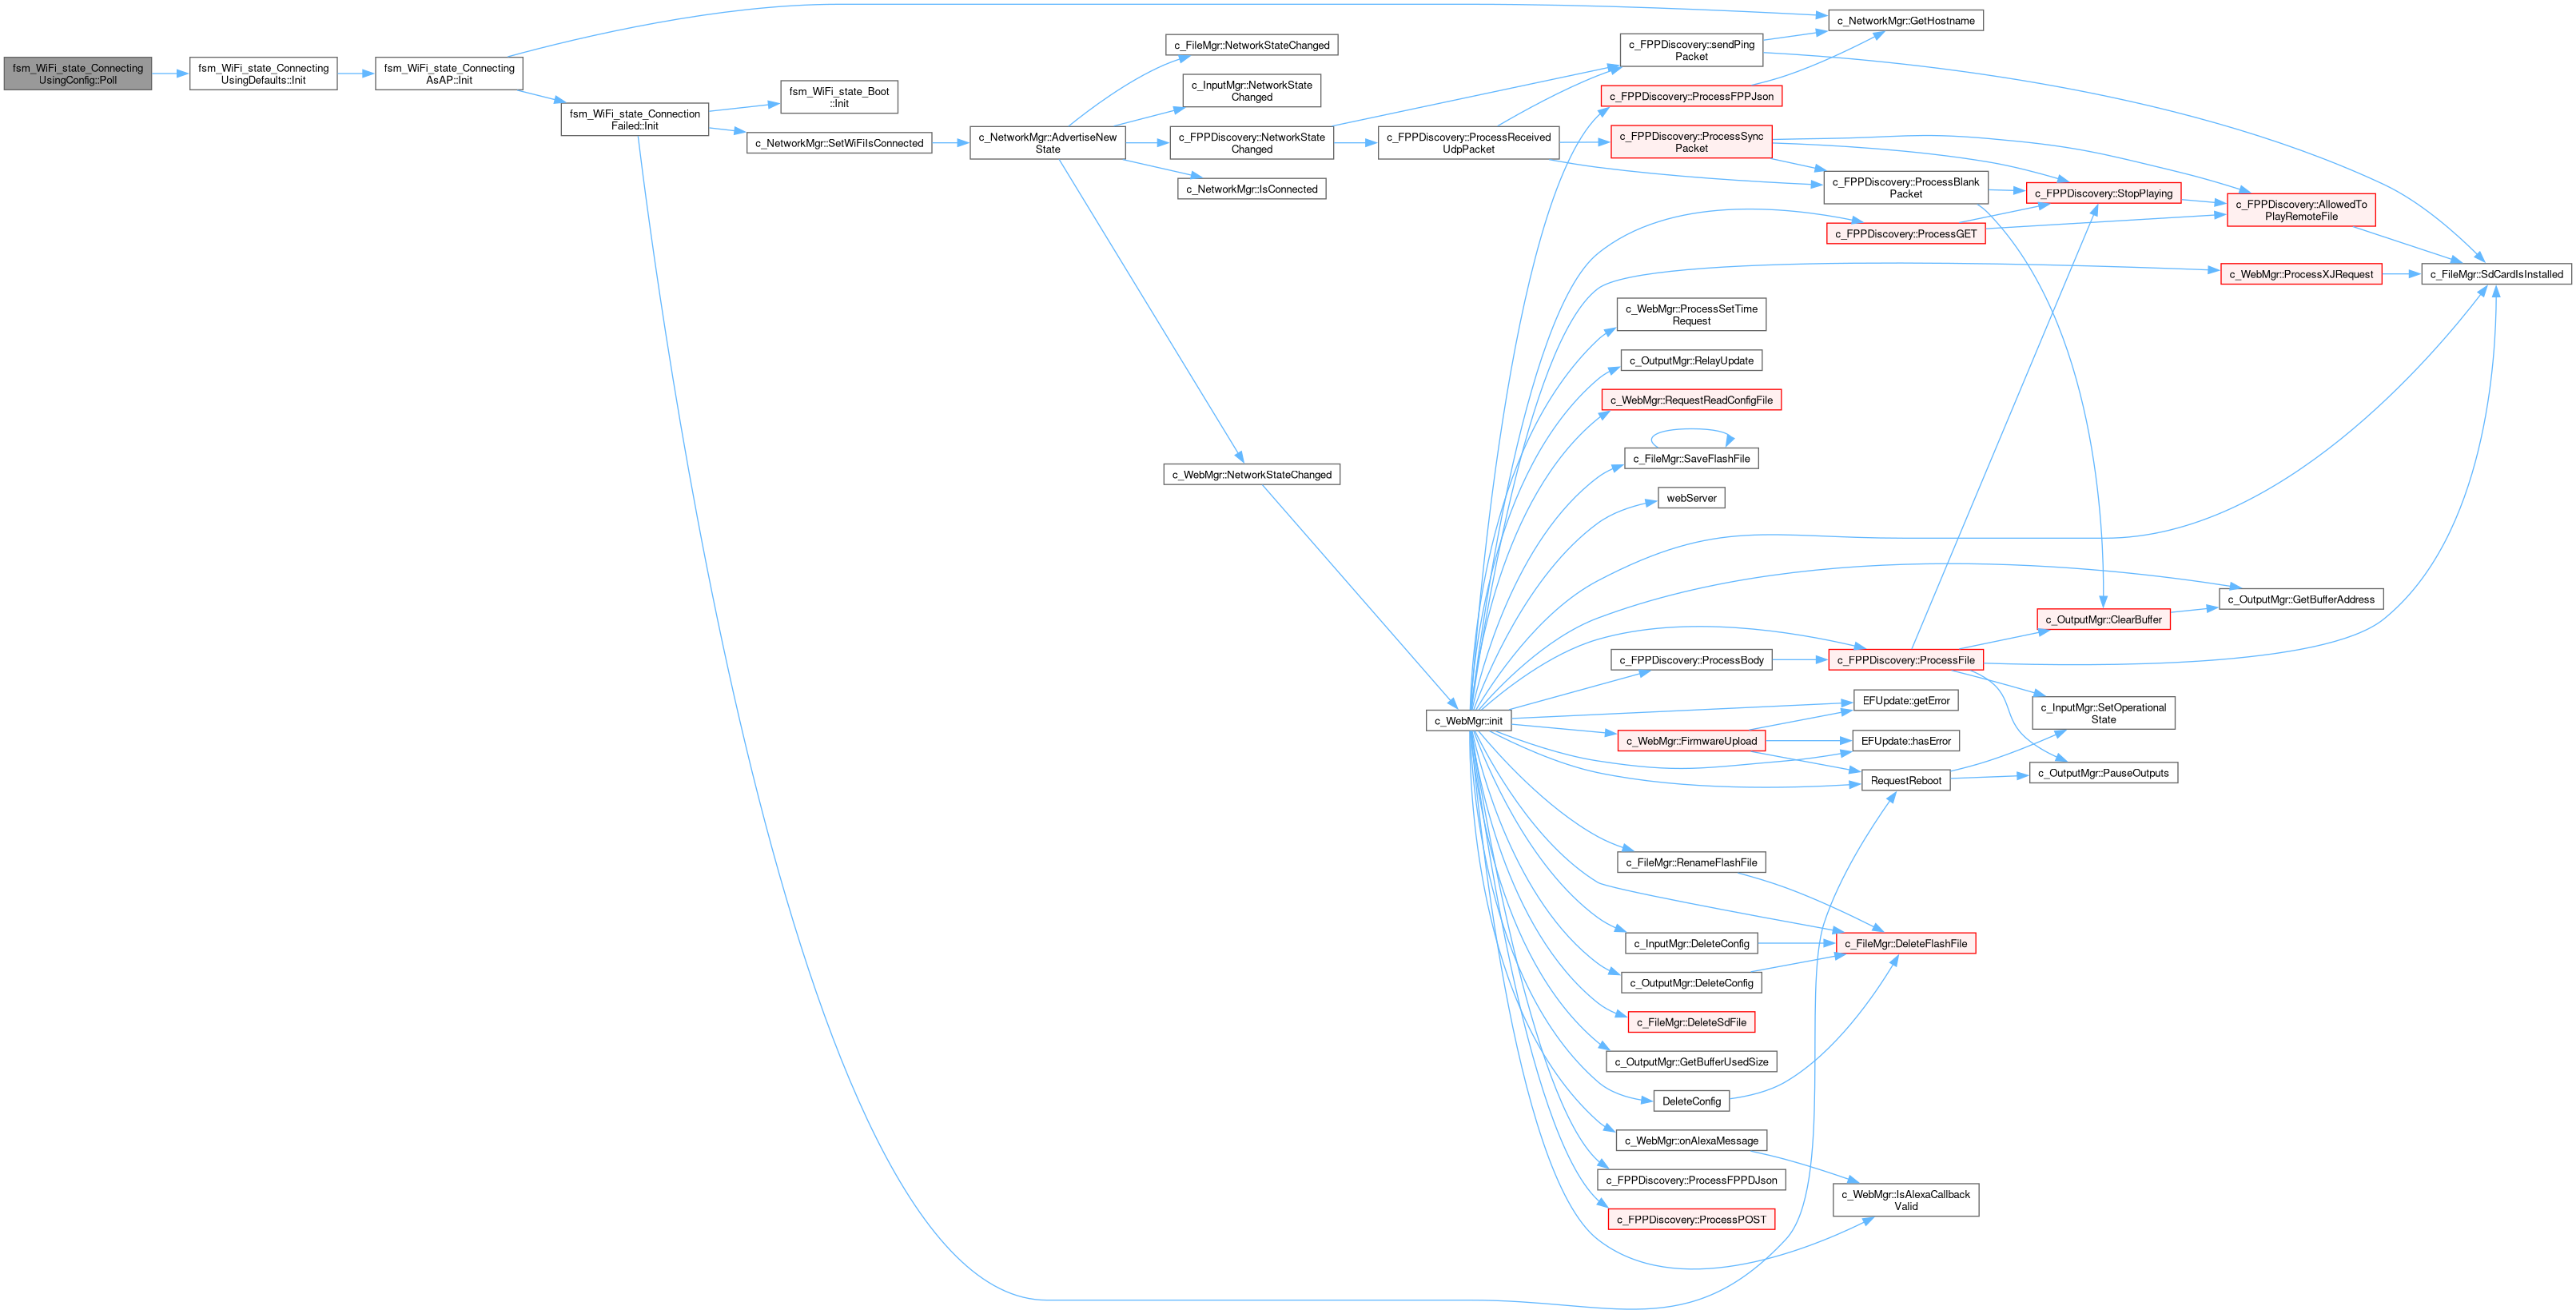 fsm_WiFi_state_Connecting
UsingConfig::Poll
fsm_WiFi_state_Connecting
UsingDefaults::Init
fsm_WiFi_state_Connecting
AsAP::Init
fsm_WiFi_state_Connection
Failed::Init
fsm_WiFi_state_Boot
::Init
c_NetworkMgr::SetWiFiIsConnected
c_NetworkMgr::AdvertiseNew
State
c_FileMgr::NetworkStateChanged
c_InputMgr::NetworkState
Changed
c_FPPDiscovery::NetworkState
Changed
c_NetworkMgr::IsConnected
c_WebMgr::NetworkStateChanged
c_FPPDiscovery::ProcessReceived
UdpPacket
c_WebMgr::init
c_NetworkMgr::GetHostname
c_FPPDiscovery::sendPing
Packet
c_FPPDiscovery::ProcessFPPJson
c_FPPDiscovery::ProcessSync
Packet
c_FPPDiscovery::ProcessBlank
Packet
c_FPPDiscovery::StopPlaying
c_FPPDiscovery::AllowedTo
PlayRemoteFile
c_FPPDiscovery::ProcessGET
c_WebMgr::ProcessXJRequest
c_FileMgr::SdCardIsInstalled
c_WebMgr::ProcessSetTime
Request
c_OutputMgr::RelayUpdate
c_WebMgr::RequestReadConfigFile
c_FileMgr::SaveFlashFile
webServer
c_OutputMgr::GetBufferAddress
c_OutputMgr::ClearBuffer
c_FPPDiscovery::ProcessBody
c_FPPDiscovery::ProcessFile
EFUpdate::getError
c_InputMgr::SetOperational
State
c_WebMgr::FirmwareUpload
EFUpdate::hasError
RequestReboot
c_OutputMgr::PauseOutputs
c_FileMgr::RenameFlashFile
c_InputMgr::DeleteConfig
c_FileMgr::DeleteFlashFile
c_OutputMgr::DeleteConfig
c_FileMgr::DeleteSdFile
c_OutputMgr::GetBufferUsedSize
DeleteConfig
c_WebMgr::onAlexaMessage
c_FPPDiscovery::ProcessFPPDJson
c_WebMgr::IsAlexaCallback
Valid
c_FPPDiscovery::ProcessPOST